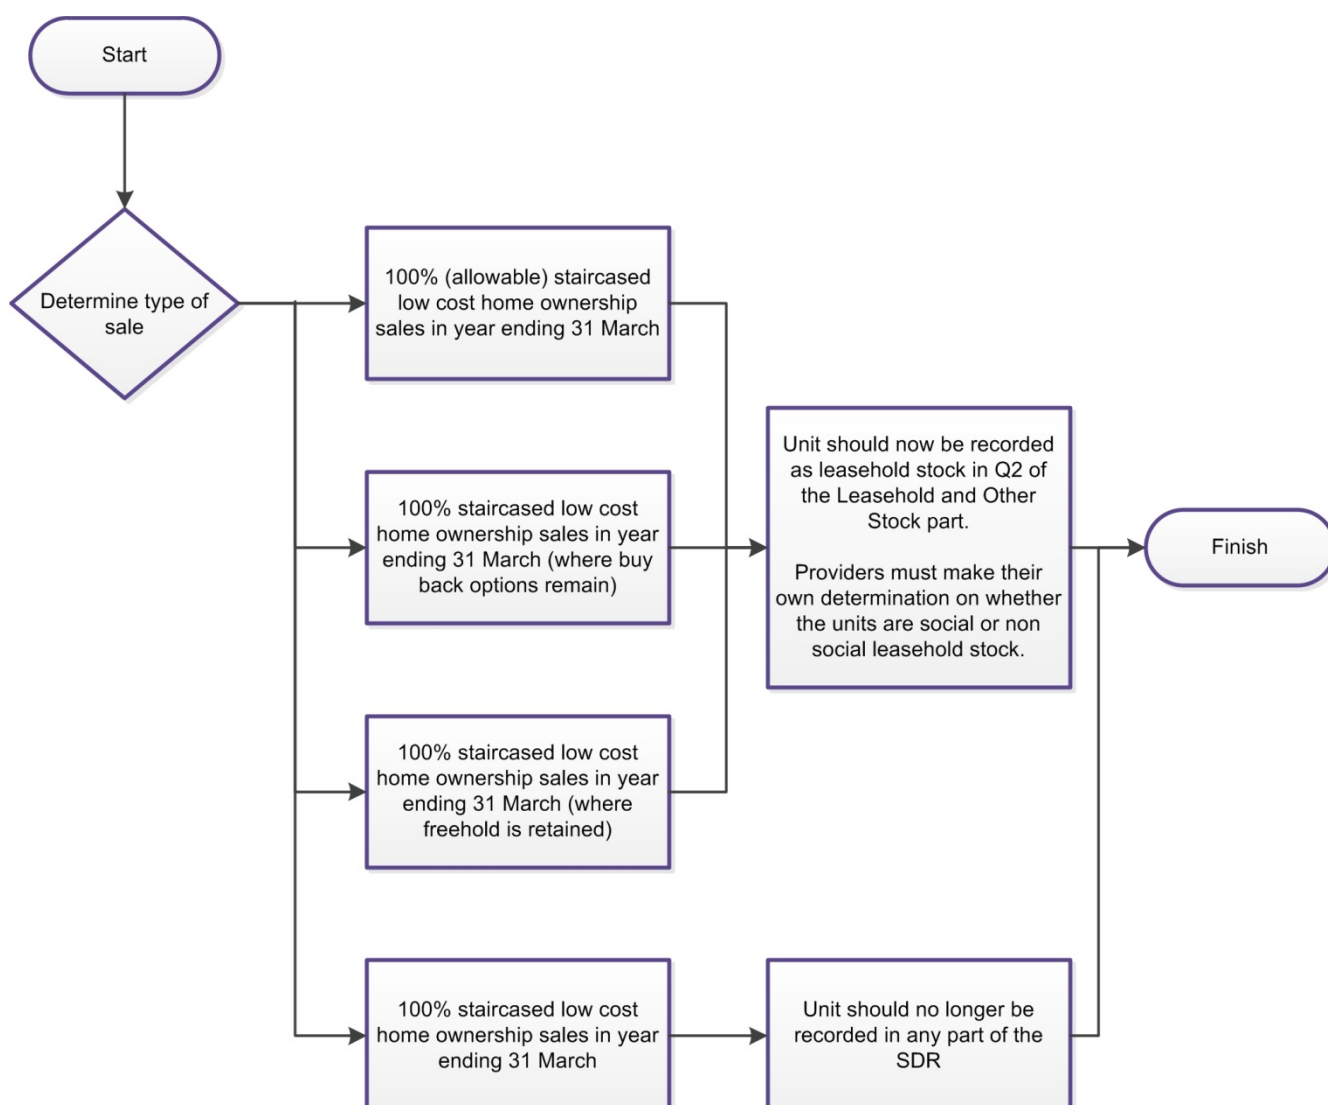 Start
Determine type of
sale
100% (allowable) staircased
low cost home ownership
sales in year ending 31 March
100% staircased low cost
home ownership sales in year
ending 31 March (where buy
back options remain)
100% staircased low cost
home ownership sales in year
ending 31 March (where
freehold is retained)
100% staircased low cost
home ownership sales in year
ending 31 March
Unit should now be recorded
as leasehold stock in Q2 of
the Leasehold and Other
Stock part.
Providers must make their
own determination on whether
the units are social or non
social leasehold stock.
Unit should no longer be
recorded in any part of the
SDR
Finish